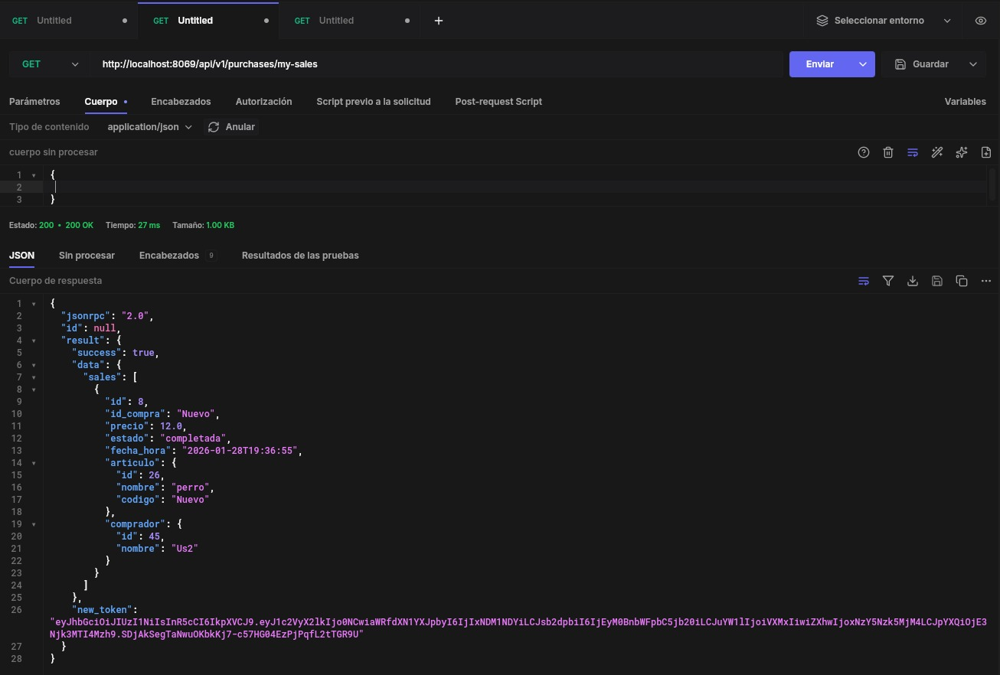 GET Untitled GET Untitled GET Untitled + Seleccionar entorno
GET http://localhost:8069/api/v1/purchases/my-sales Enviar Guardar
Parámetros Cuerpo Encabezados Autorización Script previo a la solicitud Post-request Script Variables
Tipo de contenido application/json Anular
cuerpo sin procesar
1 {
2
3 }
Estado: 200 • 200 OK Tiempo: 27 ms Tamaño: 1.00 KB
JSON Sin procesar Encabezados 9 Resultados de las pruebas
Cuerpo de respuesta
1 {
2 "jsonrpc": "2.0",
3 "id": null,
4 "result": {
5 "success": true,
6 "data": {
7 "sales": [
8 {
9 "id": 8,
10 "id_compra": "Nuevo",
11 "precio": 12.0,
12 "estado": "completada",
13 "fecha_hora": "2026-01-28T19:36:55",
14 "articulo": {
15 "id": 26,
16 "nombre": "perro",
17 "codigo": "Nuevo"
18 },
19 "comprador": {
20 "id": 45,
21 "nombre": "Us2"
22 }
23 }
24 ]
25 },
26 "new_token":
"eyJhbGciOiJIUzI1NiIsInR5cCI6IkpXVCJ9.eyJ1c2VyX2lkIjo0NCwiaWRfdXN1YXJpbyI6IjIxNDM1NDYiLCJsb2dpbiI6IjEyM0BnbWFpbC5jb20iLCJuYW1lIjoiVXMxIiwiZXhwIjoxNzY5Nzk5MjM4LCJpYXQiOjE3
Njk3MTI4Mzh9.SDjAkSegTaNwuOKbkKj7-c57HG04EzPjPqfL2tTGR9U"
27 }
28 }